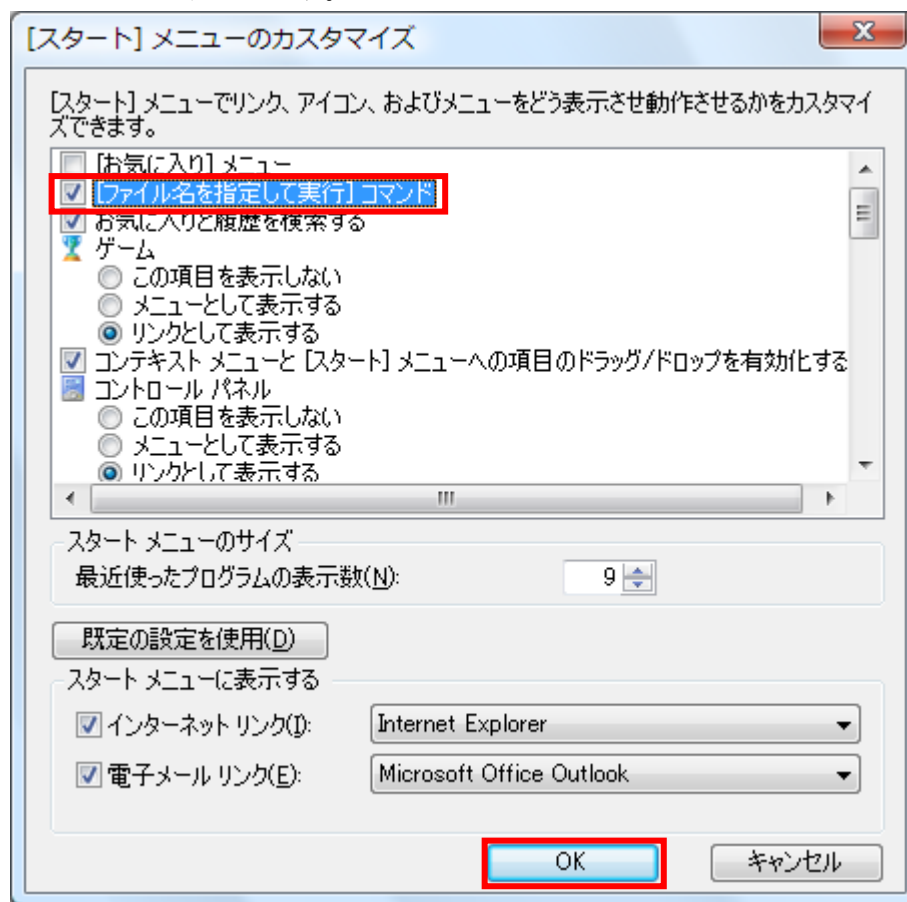 [スタート] メニューのカスタマイズ
[スタート] メニューでリンク、アイコン、およびメニューをどう表示させ動作させるかをカスタマイ
ズできます。
[お気に入り] メニュー
[ファイル名を指定して実行] コマンド
お気に入りと履歴を検索する
ゲーム
この項目を表示しない
メニューとして表示する
リンクとして表示する
コンテキスト メニューと [スタート] メニューへの項目のドラッグ/ドロップを有効化する
コントロール パネル
この項目を表示しない
メニューとして表示する
リンクとして表示する
スタート メニューのサイズ
最近使ったプログラムの表示数(N): 9
既定の設定を使用(D)
スタート メニューに表示する
インターネット リンク(I): Internet Explorer
電子メール リンク(E): Microsoft Office Outlook
OK キャンセル